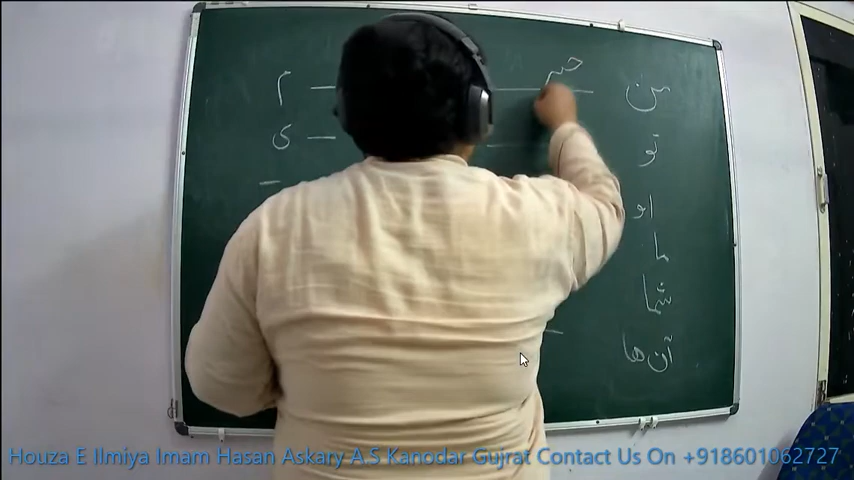 من — م
تو — ی
او —
ما
شما
آن‌ها
Houza E Ilmiya Imam Hasan Askary A.S Kanodar Gujrat Contact Us On +918601062727